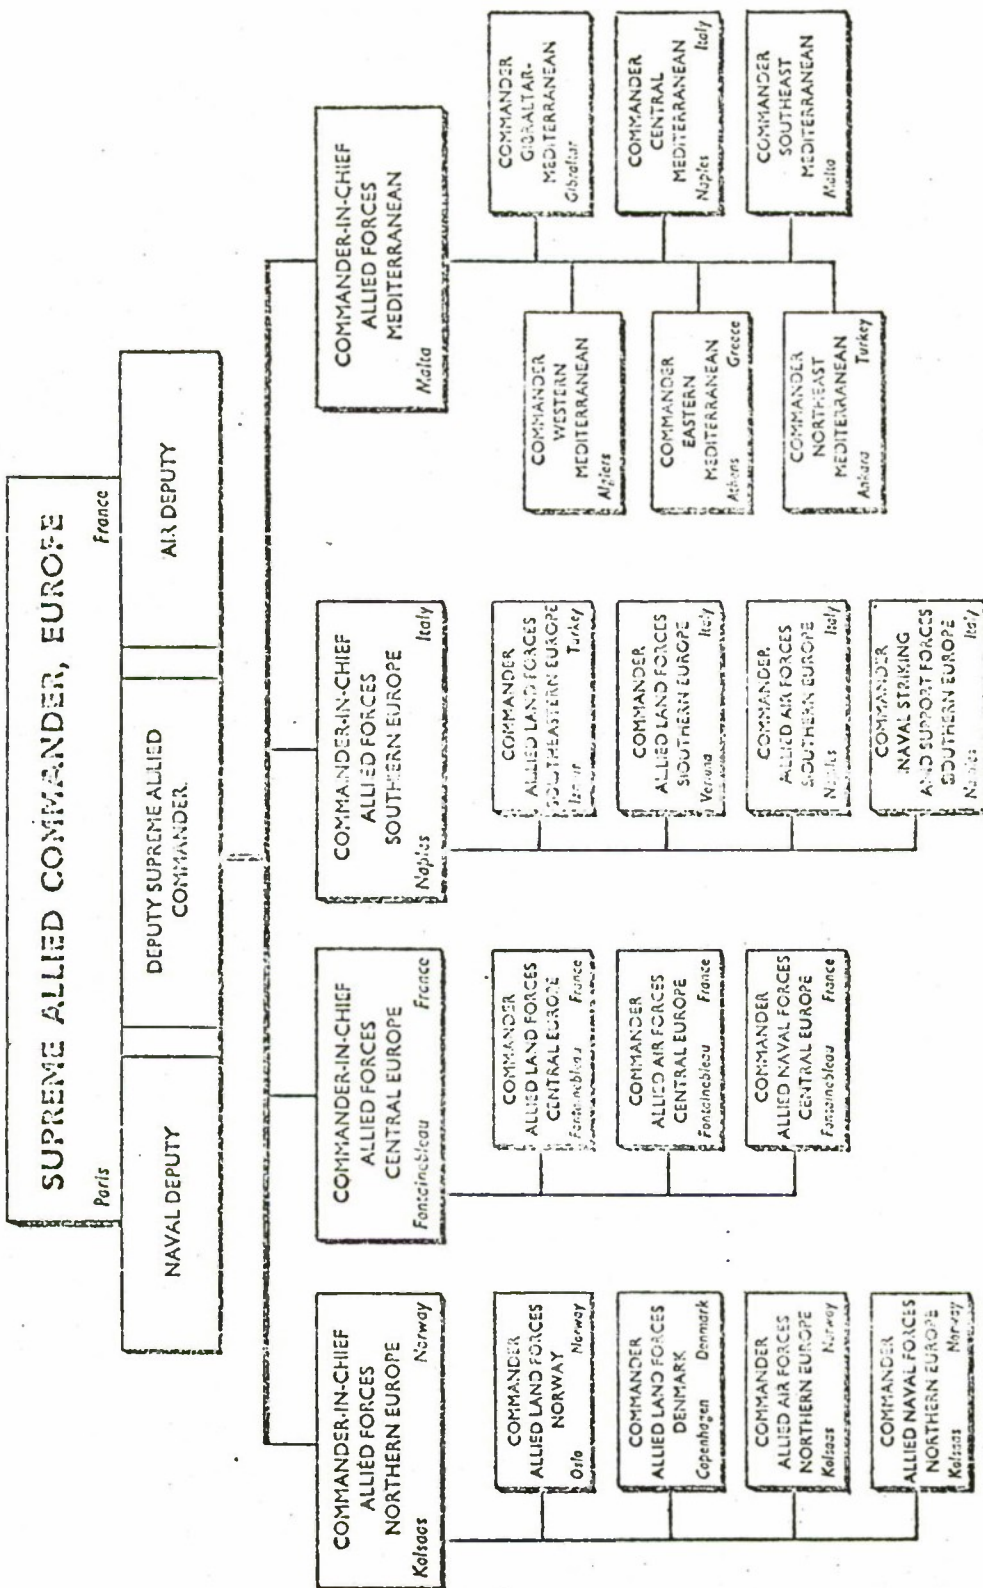 SUPREME ALLIED COMMANDER, EUROPE
Paris France
NAVAL DEPUTY
DEPUTY SUPREME ALLIED
COMMANDER
AIR DEPUTY
COMMANDER-IN-CHIEF
ALLIED FORCES
NORTHERN EUROPE
Kolsaas Norway
COMMANDER
ALLIED LAND FORCES
NORWAY
Oslo Norway
COMMANDER
ALLIED LAND FORCES
DENMARK
Copenhagen Denmark
COMMANDER
ALLIED AIR FORCES
NORTHERN EUROPE
Kolsaas Norway
COMMANDER
ALLIED NAVAL FORCES
NORTHERN EUROPE
Kolsaas Norway
COMMANDER-IN-CHIEF
ALLIED FORCES
CENTRAL EUROPE
Fontainebleau France
COMMANDER
ALLIED LAND FORCES
CENTRAL EUROPE
Fontainebleau France
COMMANDER
ALLIED AIR FORCES
CENTRAL EUROPE
Fontainebleau France
COMMANDER
ALLIED NAVAL FORCES
CENTRAL EUROPE
Fontainebleau France
COMMANDER-IN-CHIEF
ALLIED FORCES
SOUTHERN EUROPE
Naples Italy
COMMANDER
ALLIED LAND FORCES
SOUTHEASTERN EUROPE
Izmir Turkey
COMMANDER
ALLIED LAND FORCES
SOUTHERN EUROPE
Verona Italy
COMMANDER
ALLIED AIR FORCES
SOUTHERN EUROPE
Naples Italy
COMMANDER
NAVAL STRIKING
AND SUPPORT FORCES
SOUTHERN EUROPE
Naples Italy
COMMANDER-IN-CHIEF
ALLIED FORCES
MEDITERRANEAN
Malta
COMMANDER
WESTERN
MEDITERRANEAN
Algiers
COMMANDER
EASTERN
MEDITERRANEAN
Athens Greece
COMMANDER
NORTHEAST
MEDITERRANEAN
Ankara Turkey
COMMANDER
GIBRALTAR-
MEDITERRANEAN
Gibraltar
COMMANDER
CENTRAL
MEDITERRANEAN
Naples Italy
COMMANDER
SOUTHEAST
MEDITERRANEAN
Malta